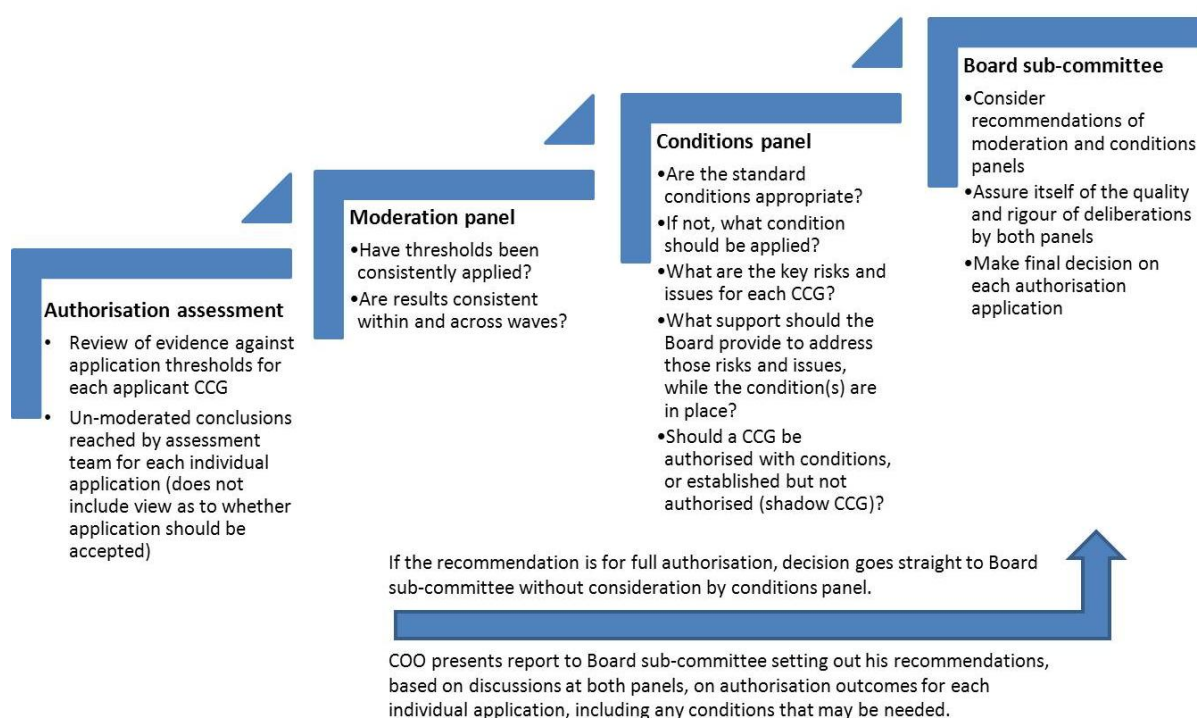 Authorisation assessment
• Review of evidence against
application thresholds for
each applicant CCG
• Un-moderated conclusions
reached by assessment
team for each individual
application (does not
include view as to whether
application should be
accepted)
Moderation panel
•Have thresholds been
consistently applied?
•Are results consistent
within and across waves?
Conditions panel
•Are the standard
conditions appropriate?
•If not, what condition
should be applied?
•What are the key risks and
issues for each CCG?
•What support should the
Board provide to address
those risks and issues,
while the condition(s) are
in place?
•Should a CCG be
authorised with conditions,
or established but not
authorised (shadow CCG)?
Board sub-committee
•Consider
recommendations of
moderation and conditions
panels
•Assure itself of the quality
and rigour of deliberations
by both panels
•Make final decision on
each authorisation
application
If the recommendation is for full authorisation, decision goes straight to Board
sub-committee without consideration by conditions panel.
COO presents report to Board sub-committee setting out his recommendations,
based on discussions at both panels, on authorisation outcomes for each
individual application, including any conditions that may be needed.